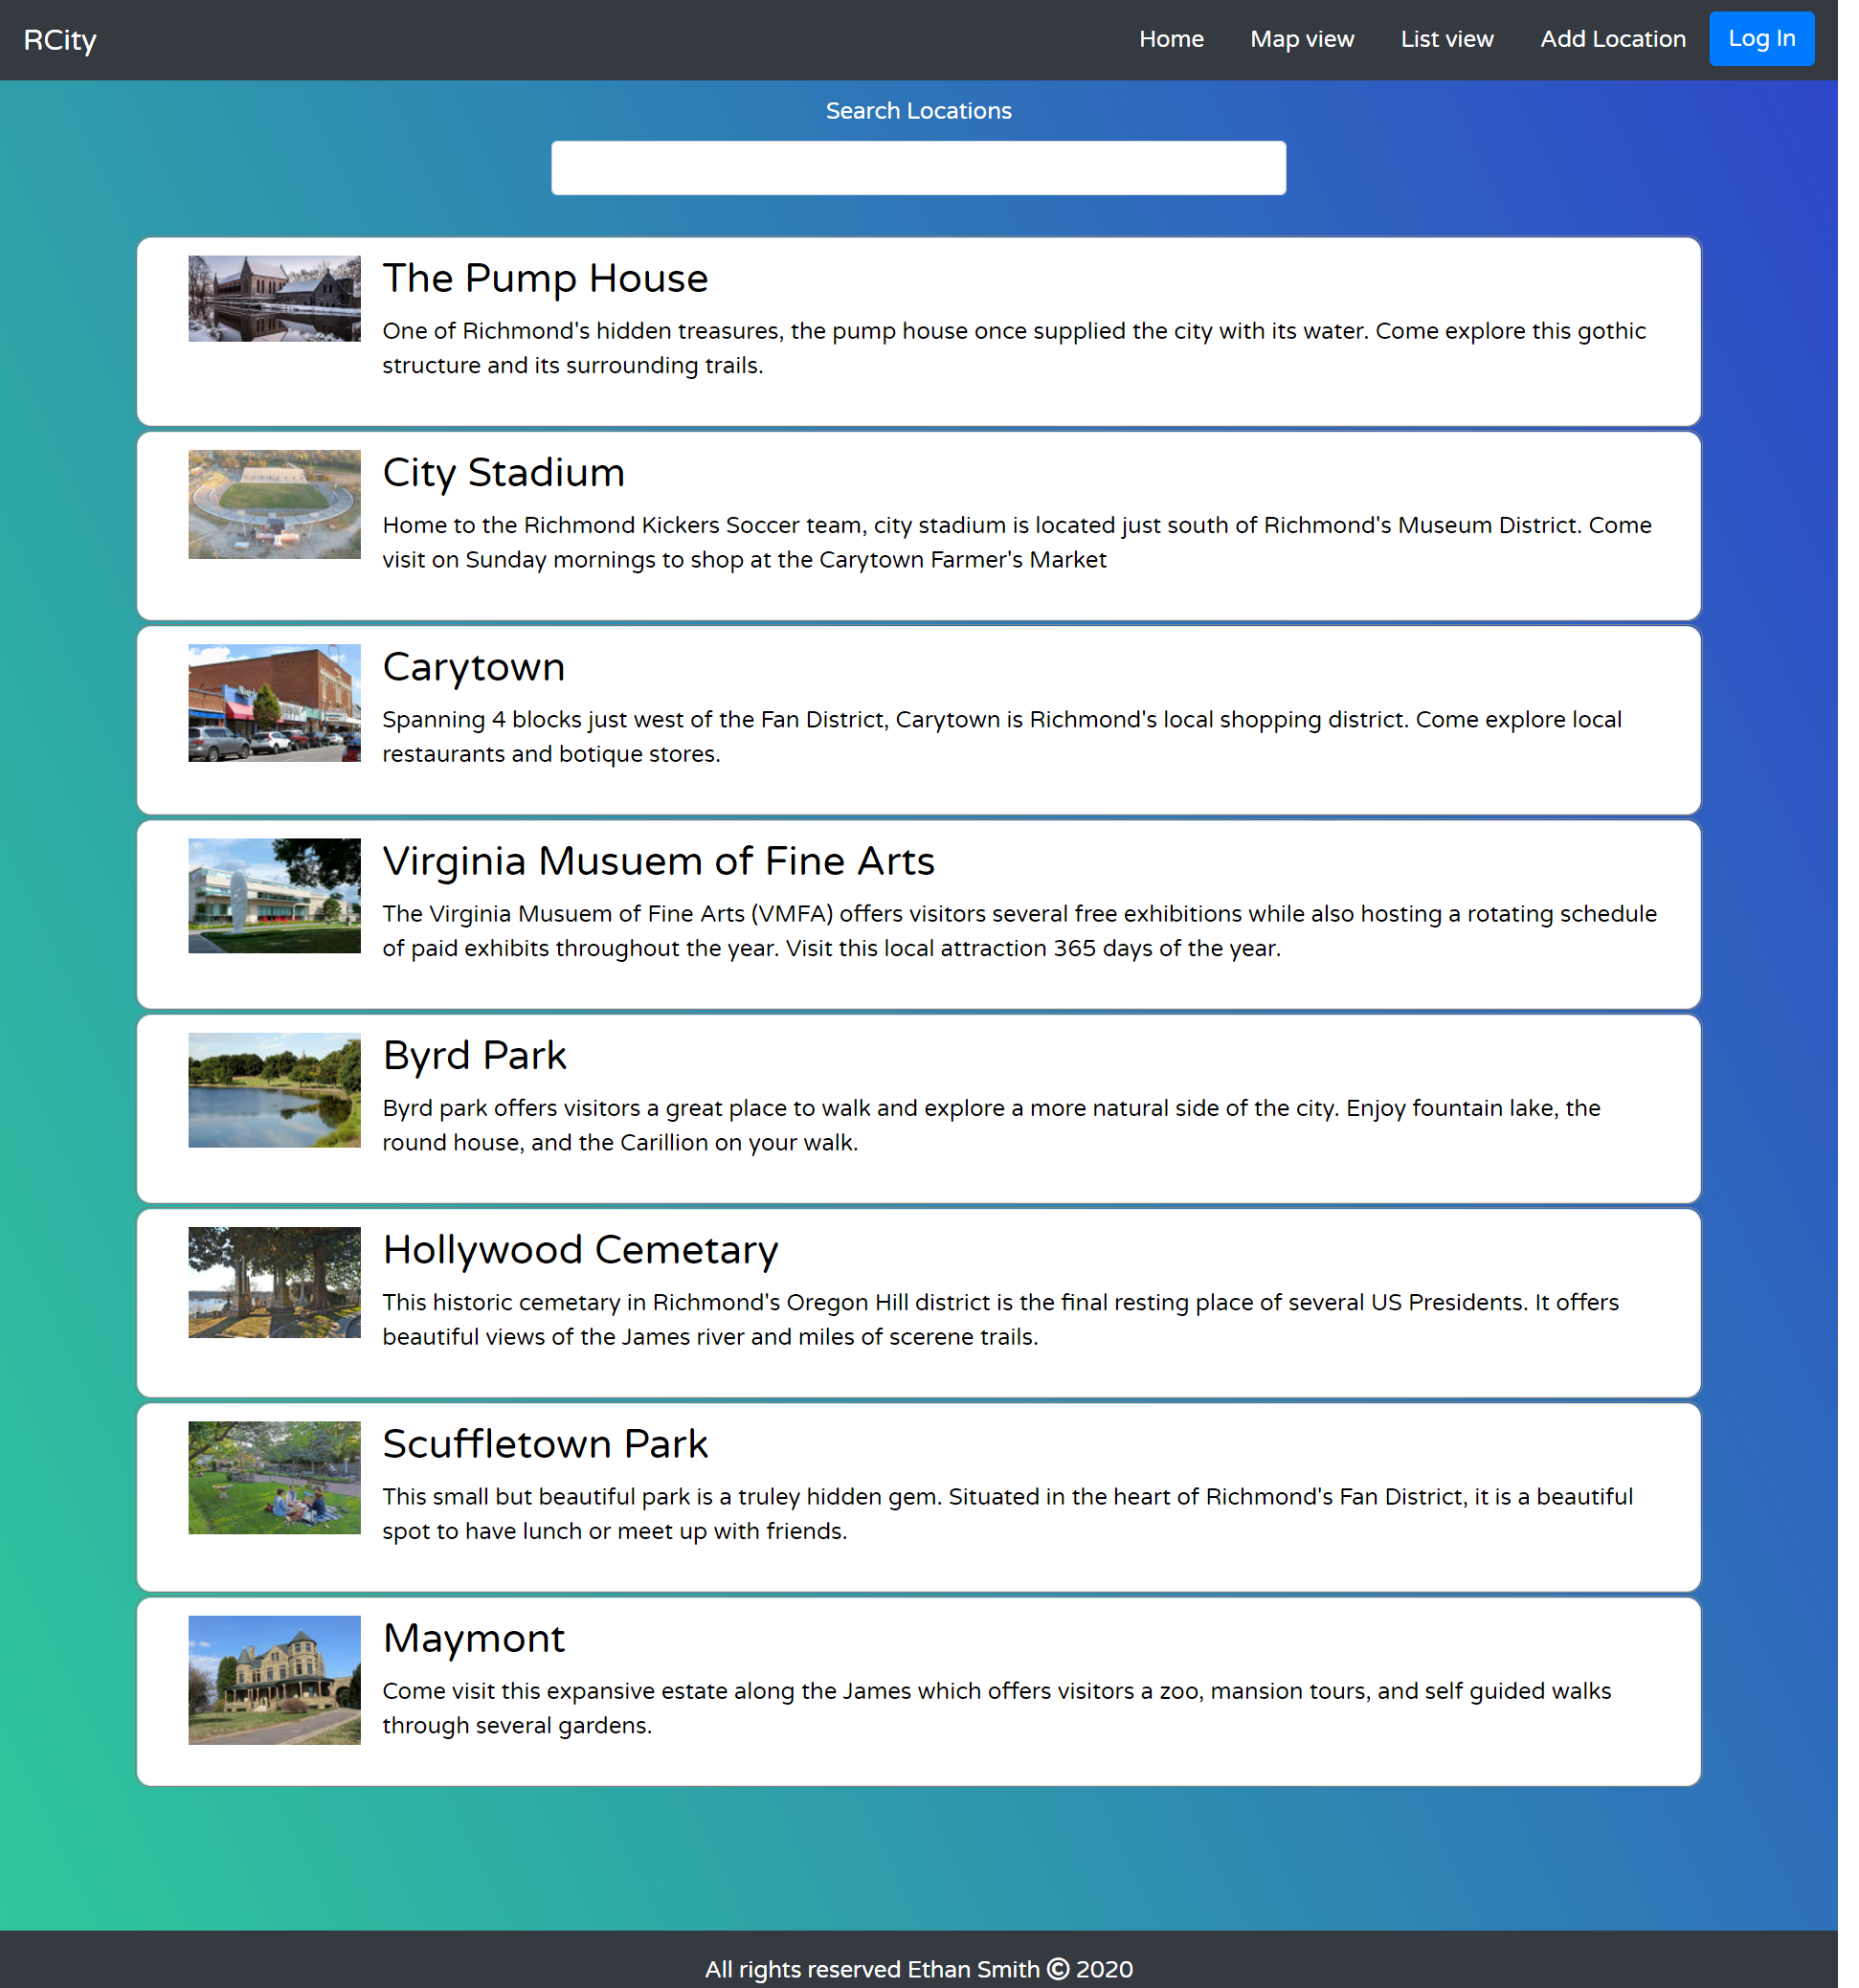 RCity
Home
Map view
List view
Add Location
Log In
Search Locations
The Pump House
One of Richmond's hidden treasures, the pump house once supplied the city with its water. Come explore this gothic
structure and its surrounding trails.
City Stadium
Home to the Richmond Kickers Soccer team, city stadium is located just south of Richmond's Museum District. Come
visit on Sunday mornings to shop at the Carytown Farmer's Market
Carytown
Spanning 4 blocks just west of the Fan District, Carytown is Richmond's local shopping district. Come explore local
restaurants and botique stores.
Virginia Musuem of Fine Arts
The Virginia Musuem of Fine Arts (VMFA) offers visitors several free exhibitions while also hosting a rotating schedule
of paid exhibits throughout the year. Visit this local attraction 365 days of the year.
Byrd Park
Byrd park offers visitors a great place to walk and explore a more natural side of the city. Enjoy fountain lake, the
round house, and the Carillion on your walk.
Hollywood Cemetary
This historic cemetary in Richmond's Oregon Hill district is the final resting place of several US Presidents. It offers
beautiful views of the James river and miles of scerene trails.
Scuffletown Park
This small but beautiful park is a truley hidden gem. Situated in the heart of Richmond's Fan District, it is a beautiful
spot to have lunch or meet up with friends.
Maymont
Come visit this expansive estate along the James which offers visitors a zoo, mansion tours, and self guided walks
through several gardens.
All rights reserved Ethan Smith © 2020